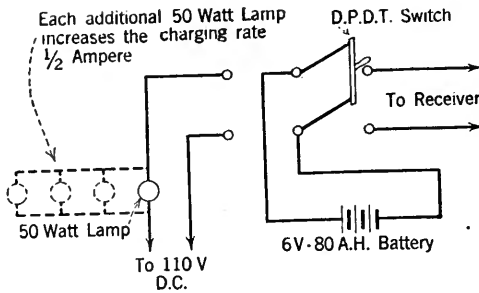 Each additional 50 Watt Lamp
increases the charging rate
½ Ampere
D.P.D.T. Switch
To Receiver
50 Watt Lamp
To 110 V
D.C.
6V-80 A.H. Battery